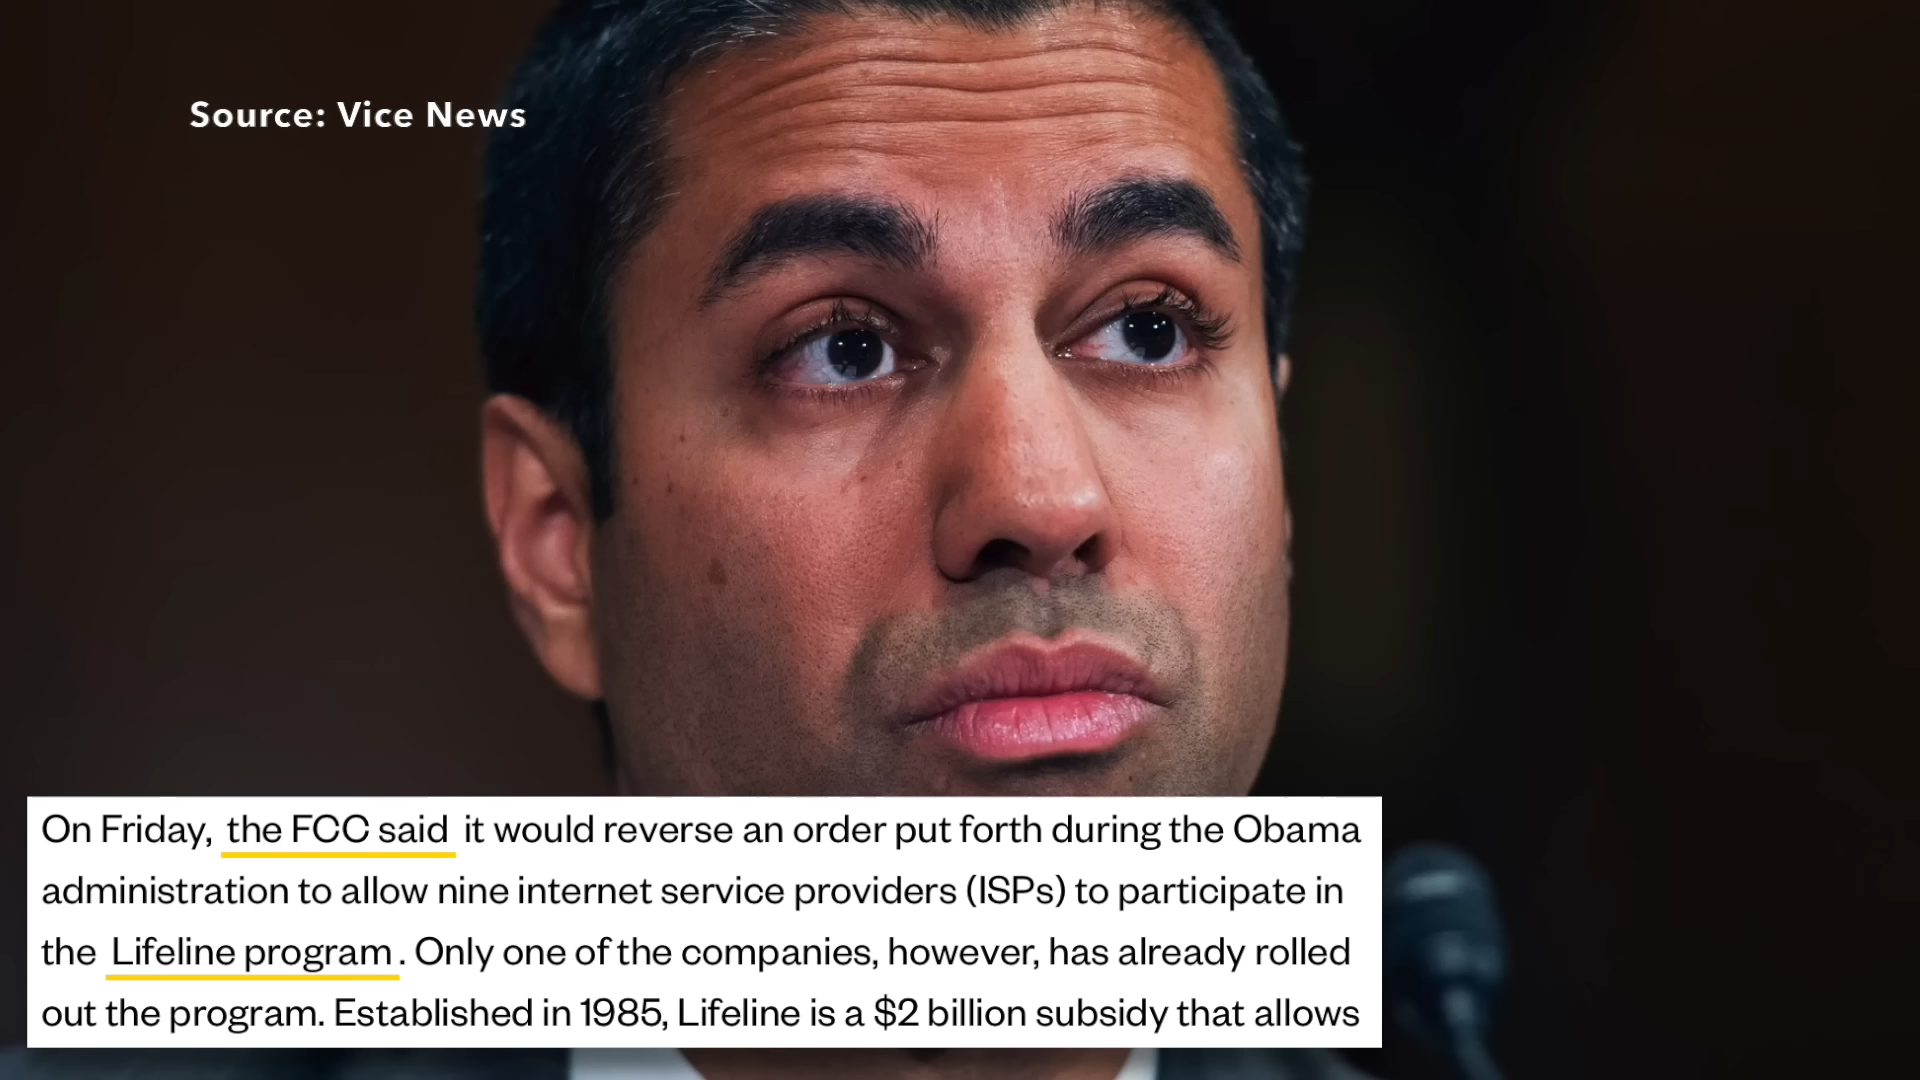 Source: Vice News
On Friday, the FCC said it would reverse an order put forth during the Obama
administration to allow nine internet service providers (ISPs) to participate in
the Lifeline program. Only one of the companies, however, has already rolled
out the program. Established in 1985, Lifeline is a $2 billion subsidy that allows